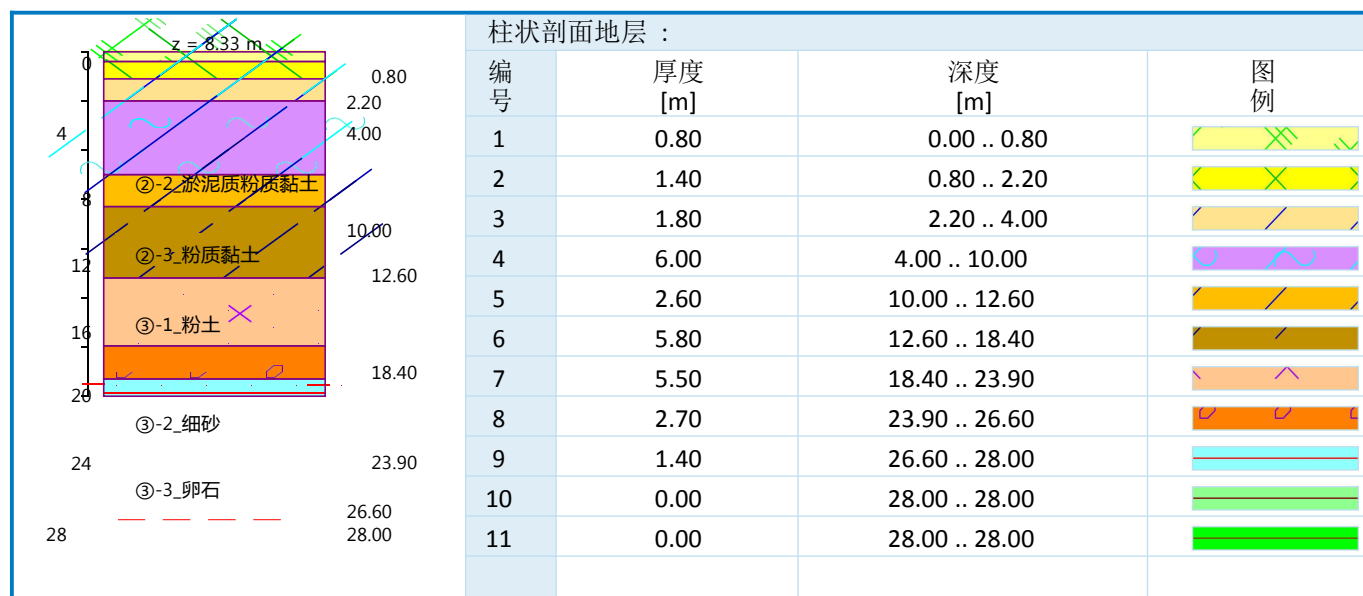 z = 8.33 m
0
0.80
2.20
4
4.00
②-2_淤泥质粉质黏土
8
10.00
②-3_粉质黏土
12
12.60
③-1_粉土
16
18.40
20
③-2_细砂
24
23.90
③-3_卵石
26.60
28
28.00
柱状剖面地层 :
编号 厚度 [m] 深度 [m] 图例
1 0.80 0.00 .. 0.80
2 1.40 0.80 .. 2.20
3 1.80 2.20 .. 4.00
4 6.00 4.00 .. 10.00
5 2.60 10.00 .. 12.60
6 5.80 12.60 .. 18.40
7 5.50 18.40 .. 23.90
8 2.70 23.90 .. 26.60
9 1.40 26.60 .. 28.00
10 0.00 28.00 .. 28.00
11 0.00 28.00 .. 28.00